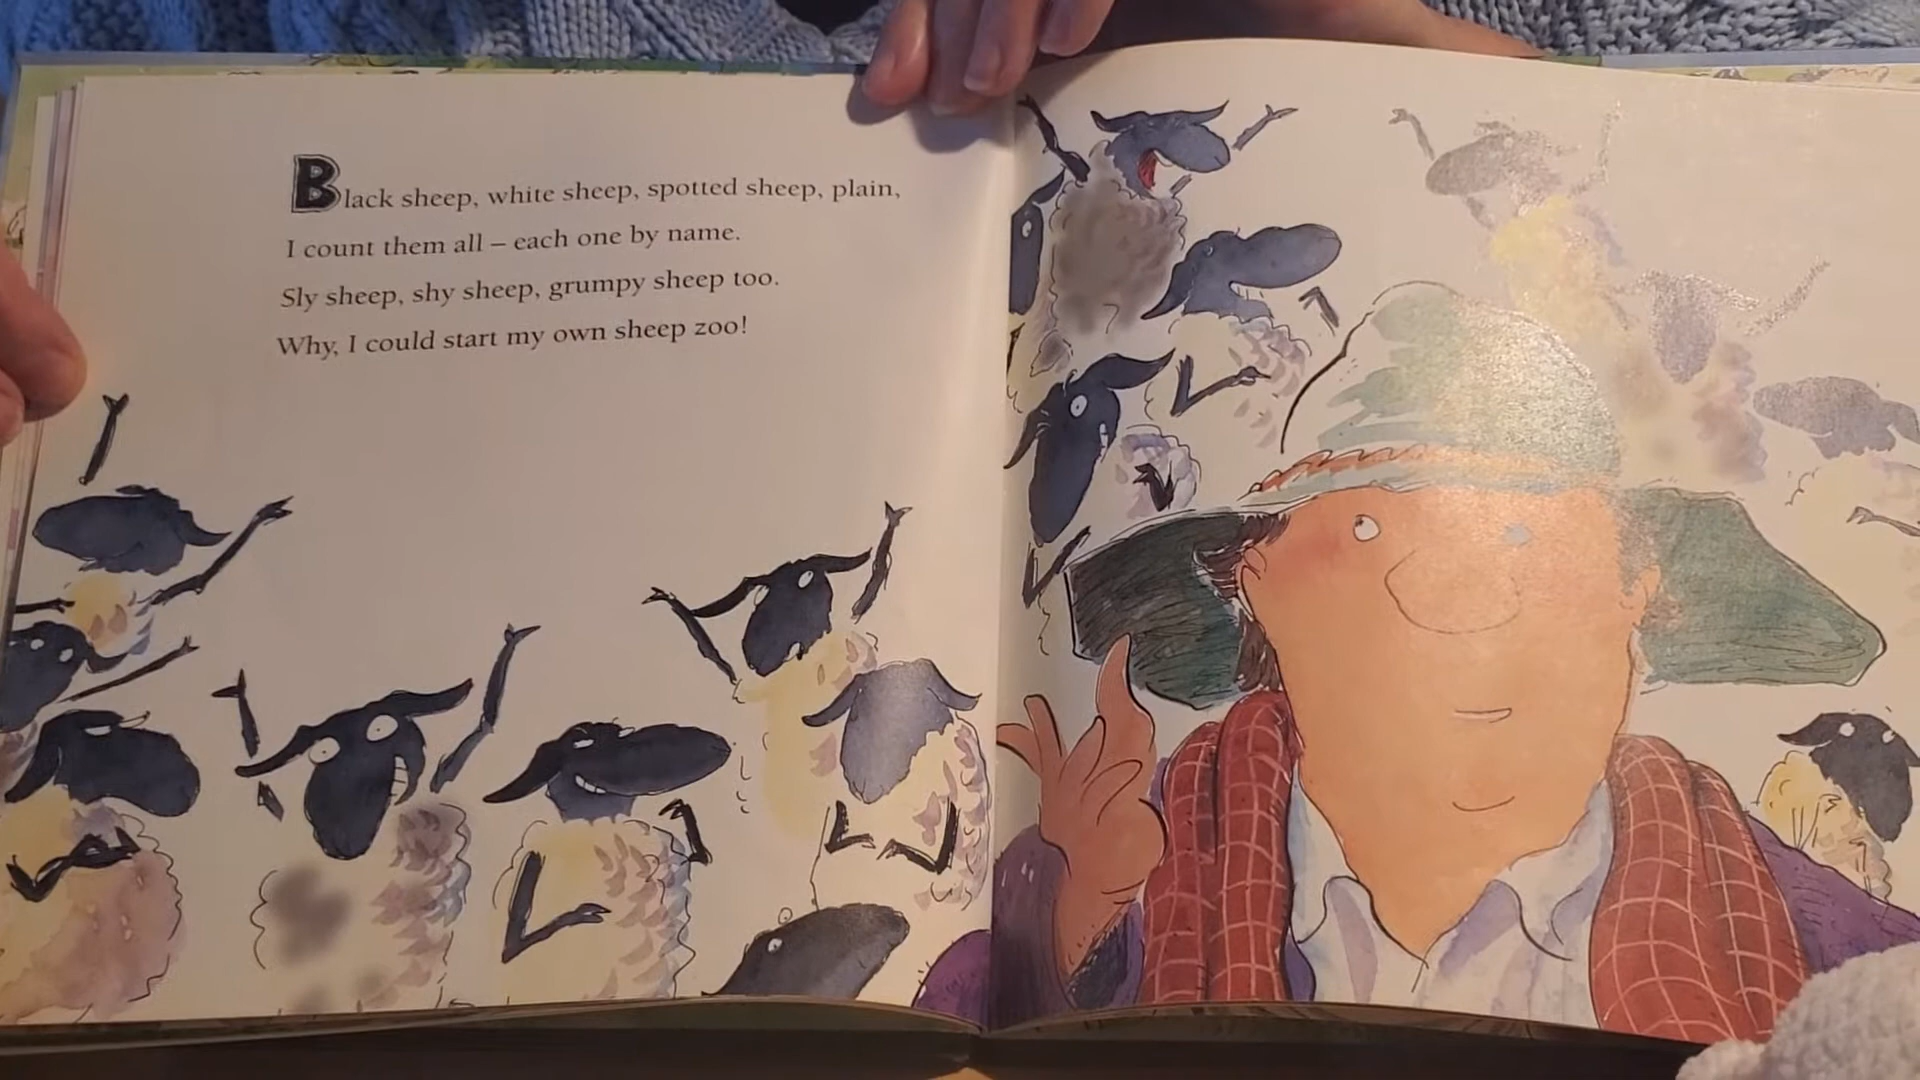 Black sheep, white sheep, spotted sheep, plain,
I count them all – each one by name.
Sly sheep, shy sheep, grumpy sheep too.
Why, I could start my own sheep zoo!